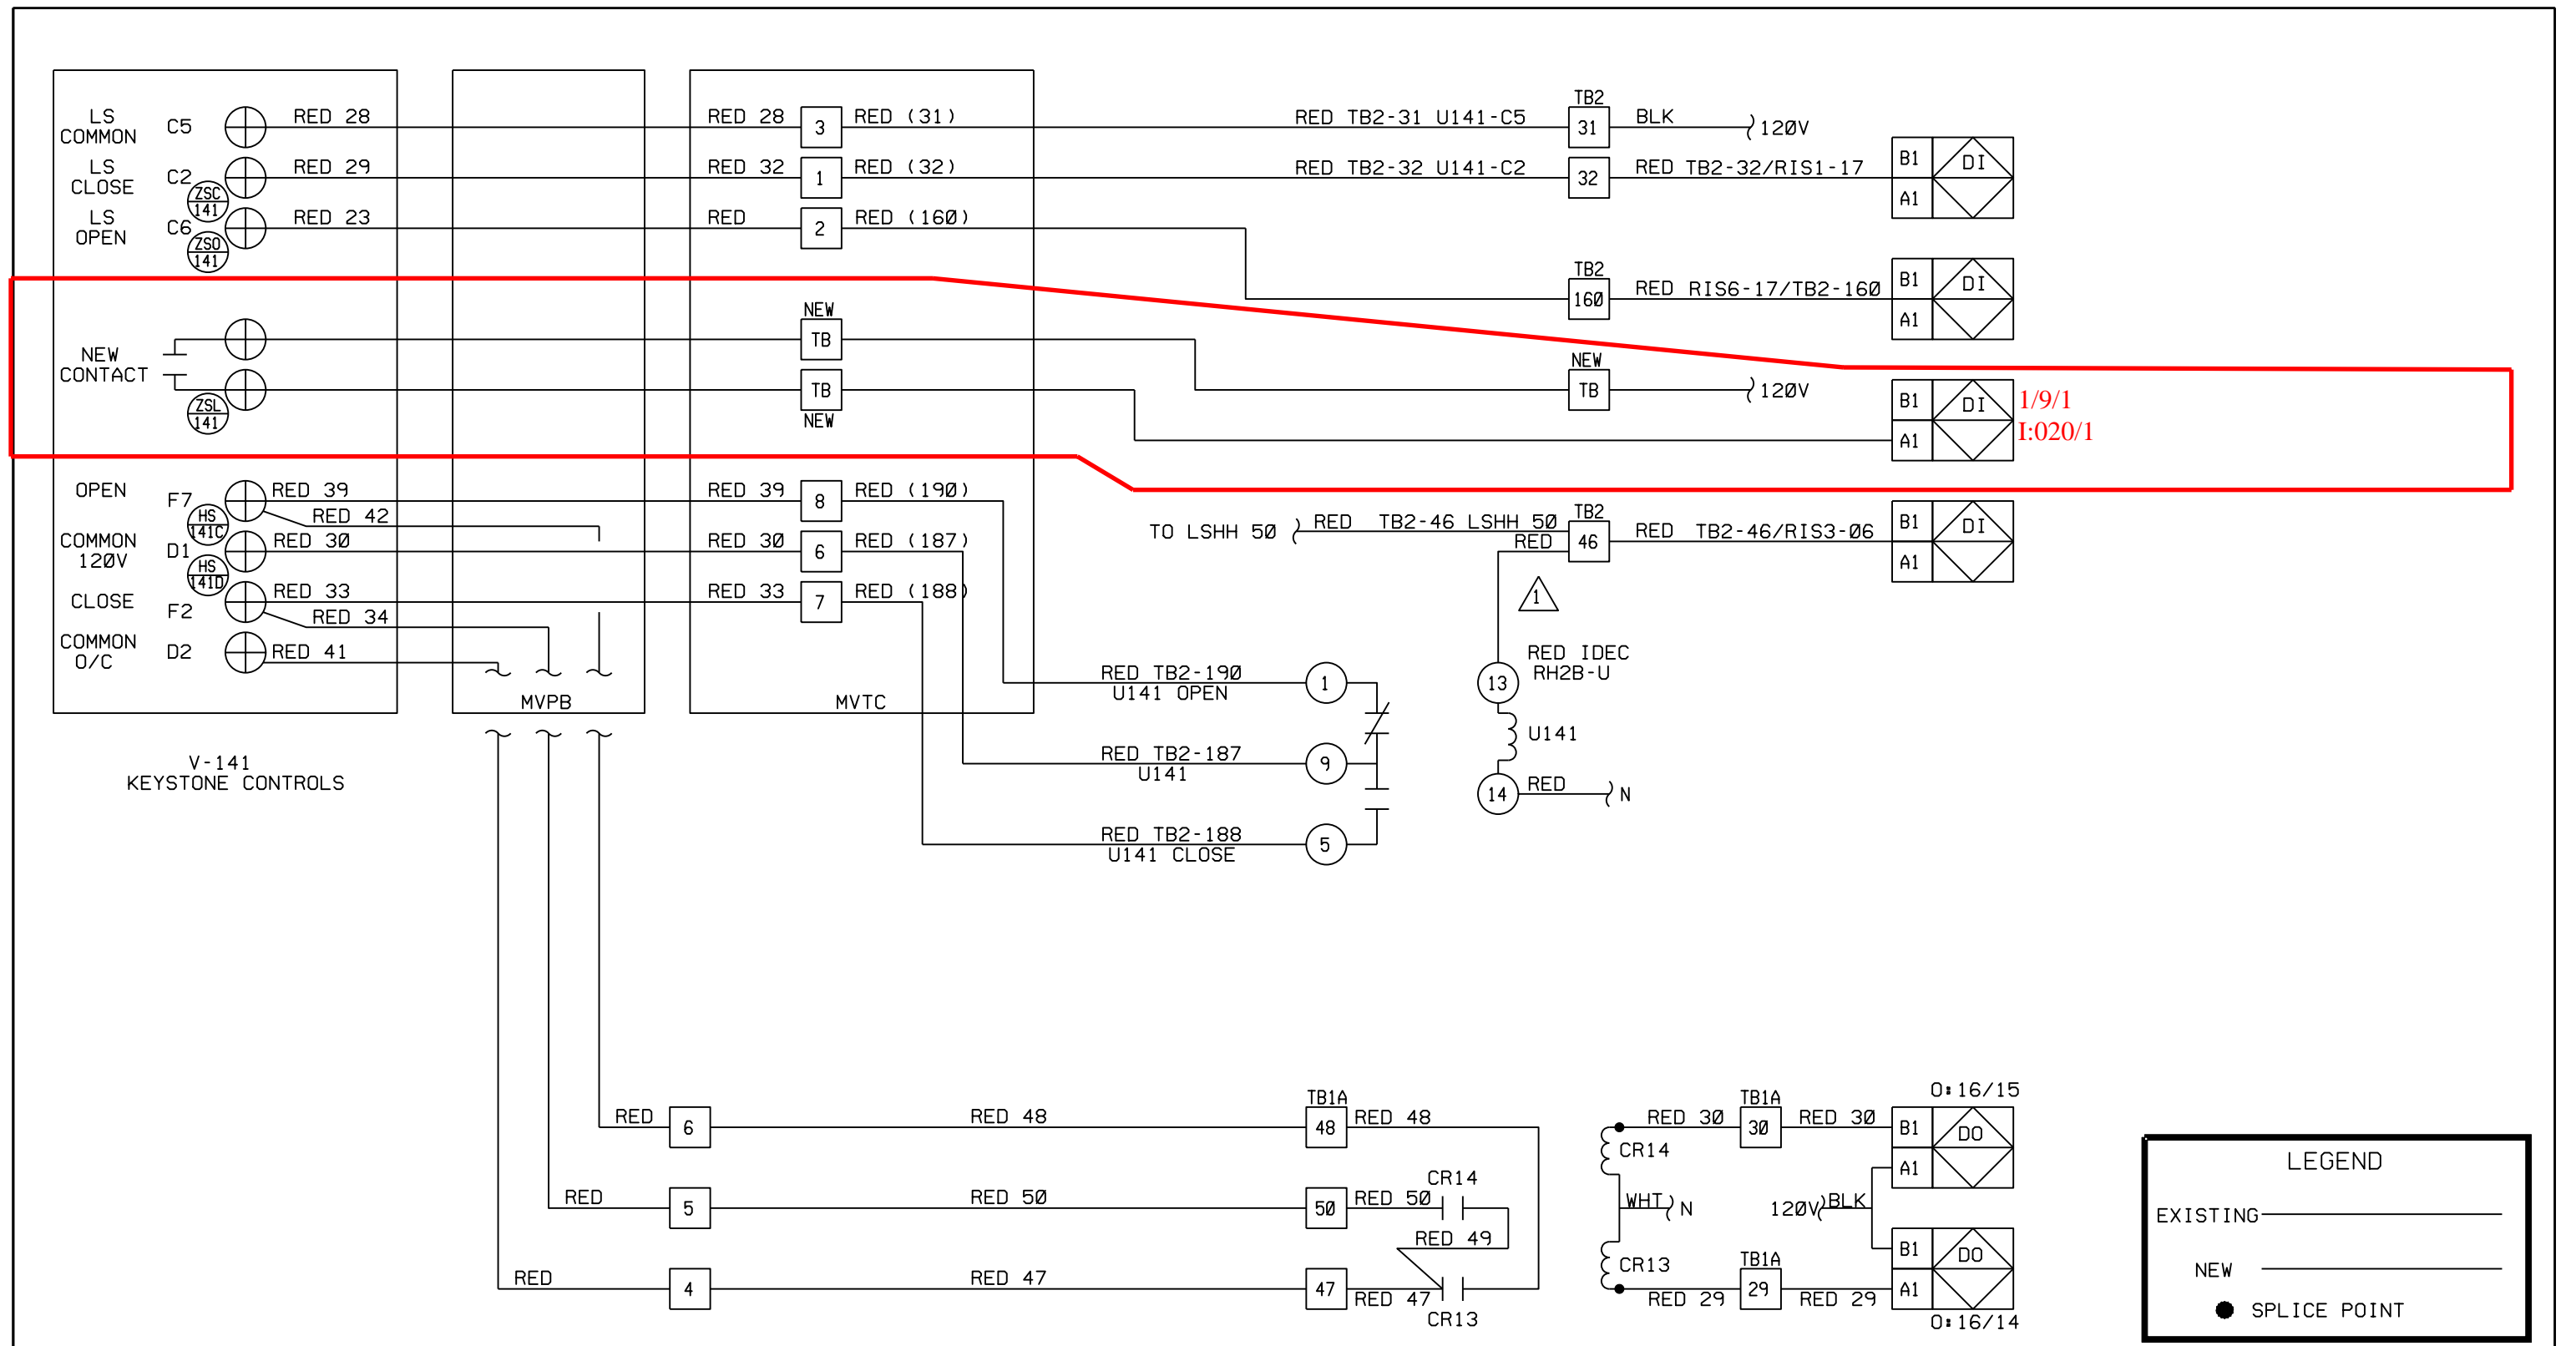 LS
COMMON
C5
RED 28
RED 28
3
RED (31)
RED TB2-31 U141-C5
TB2
31
BLK
120V
LS
CLOSE
C2
ZSC
141
RED 29
RED 32
1
RED (32)
RED TB2-32 U141-C2
32
RED TB2-32/RIS1-17
B1
DI
A1
LS
OPEN
C6
ZSO
141
RED 23
RED
2
RED (160)
TB2
160
RED RIS6-17/TB2-160
B1
DI
A1
NEW
CONTACT
ZSL
141
NEW
TB
TB
NEW
NEW
TB
120V
B1
DI
A1
1/9/1
I:020/1
OPEN
F7
HS
141C
RED 39
RED 42
RED 39
8
RED (190)
COMMON
120V
D1
HS
141D
RED 30
RED 30
6
RED (187)
CLOSE
F2
RED 33
RED 34
RED 33
7
RED (188)
COMMON
O/C
D2
RED 41
TO LSHH 50
RED TB2-46 LSHH 50
RED
TB2
46
RED TB2-46/RIS3-06
B1
DI
A1
1
MVPB
MVTC
RED TB2-190
U141 OPEN
1
RED TB2-187
U141
9
RED TB2-188
U141 CLOSE
5
RED IDEC
RH2B-U
13
U141
14
RED
N
V-141
KEYSTONE CONTROLS
RED
6
RED 48
TB1A
48
RED 48
RED
5
RED 50
50
RED 50
CR14
RED 49
RED
4
RED 47
47
RED 47
CR13
CR14
RED 30
TB1A
30
RED 30
O:16/15
B1
DO
A1
WHT
N
120V
BLK
CR13
RED 29
TB1A
29
RED 29
B1
DO
A1
O:16/14
LEGEND
EXISTING
NEW
SPLICE POINT